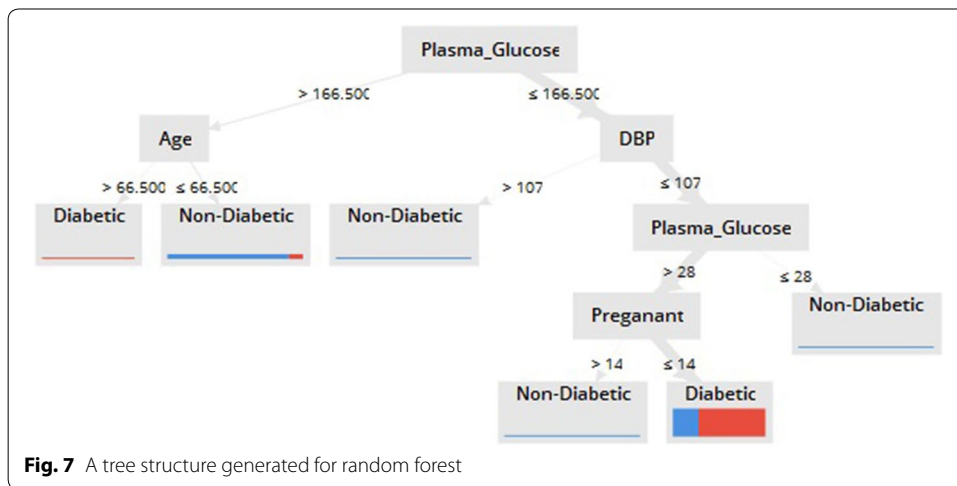 Plasma_Glucose
> 166.500 ≤ 166.500
Age DBP
> 66.500 ≤ 66.500 > 107 ≤ 107
Diabetic Non-Diabetic Non-Diabetic Plasma_Glucose
> 28 ≤ 28
Preganant Non-Diabetic
> 14 ≤ 14
Non-Diabetic Diabetic
Fig. 7 A tree structure generated for random forest